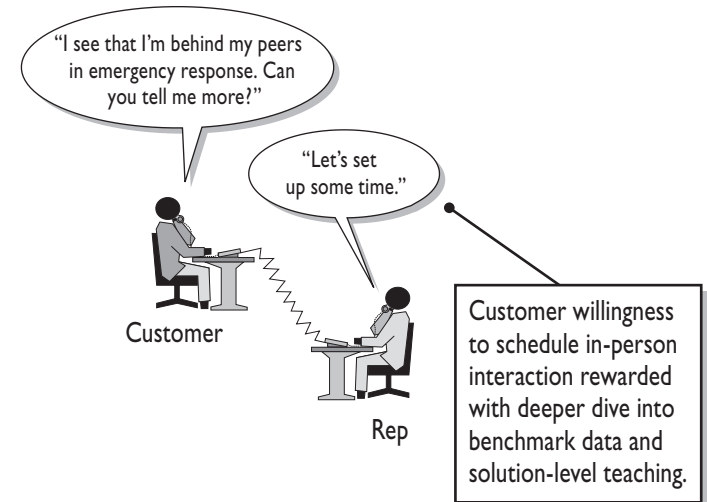 “I see that I’m behind my peers
in emergency response. Can
you tell me more?”
“Let’s set
up some time.”
Customer
Rep
Customer willingness
to schedule in-person
interaction rewarded
with deeper dive into
benchmark data and
solution-level teaching.